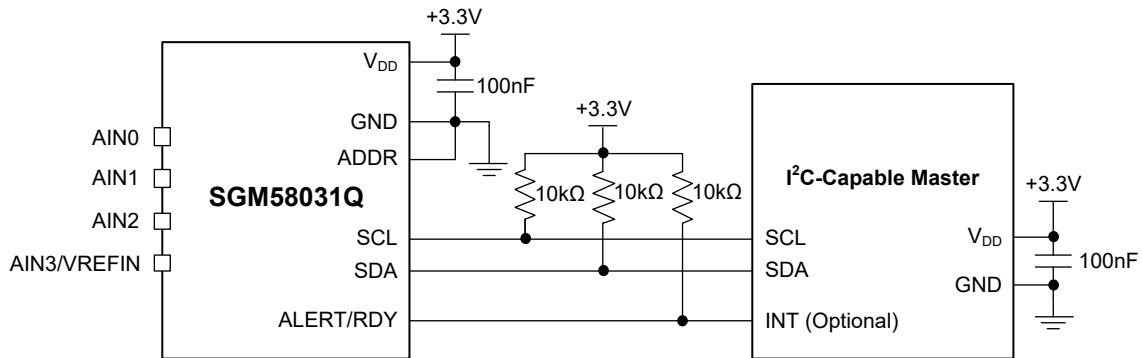 +3.3V
VDD
100nF
GND
ADDR
AIN0
AIN1
AIN2
AIN3/VREFIN
SGM58031Q
SCL
SDA
ALERT/RDY
+3.3V
10kΩ
10kΩ
10kΩ
I²C-Capable Master
SCL
SDA
INT (Optional)
+3.3V
VDD
100nF
GND